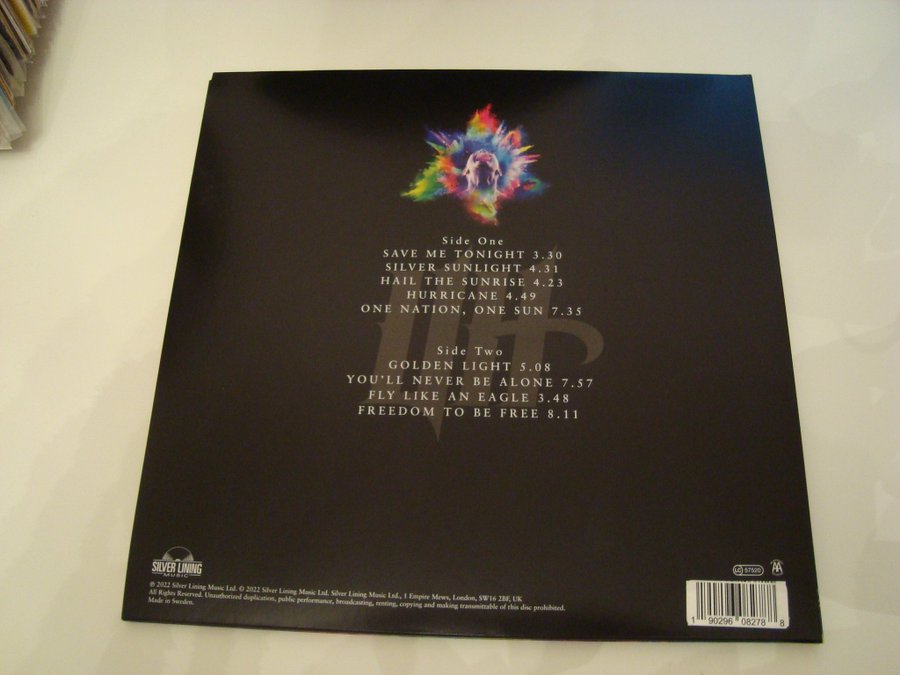 Side One
SAVE ME TONIGHT 3.30
SILVER SUNLIGHT 4.31
HAIL THE SUNRISE 4.23
HURRICANE 4.49
ONE NATION, ONE SUN 7.35
Side Two
GOLDEN LIGHT 5.08
YOU'LL NEVER BE ALONE 7.57
FLY LIKE AN EAGLE 3.48
FREEDOM TO BE FREE 8.11
SILVER LINING
MUSIC
℗ 2022 Silver Lining Music Ltd. © 2022 Silver Lining Music Ltd. Silver Lining Music Ltd., 1 Empire Mews, London, SW16 2BF, UK
All Rights Reserved. Unauthorized duplication, public performance, broadcasting, renting, copying and making transmittable of this disc prohibited.
Made in Sweden.
LC 57520
1 90296 08278 8